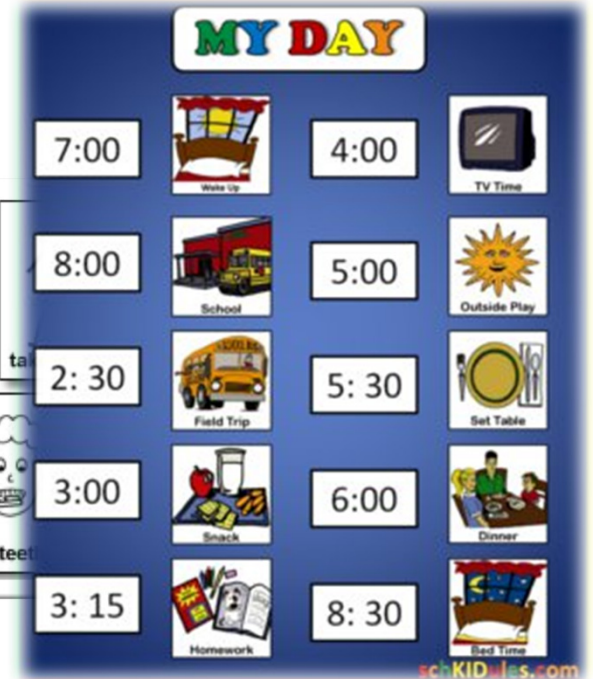 MY DAY
7:00
Wake Up
4:00
TV Time
8:00
School
5:00
Outside Play
2: 30
SCHOOL BUS
Field Trip
5: 30
Set Table
3:00
Snack
6:00
Dinner
3: 15
Homework
8: 30
Bed Time
schKIDules.com